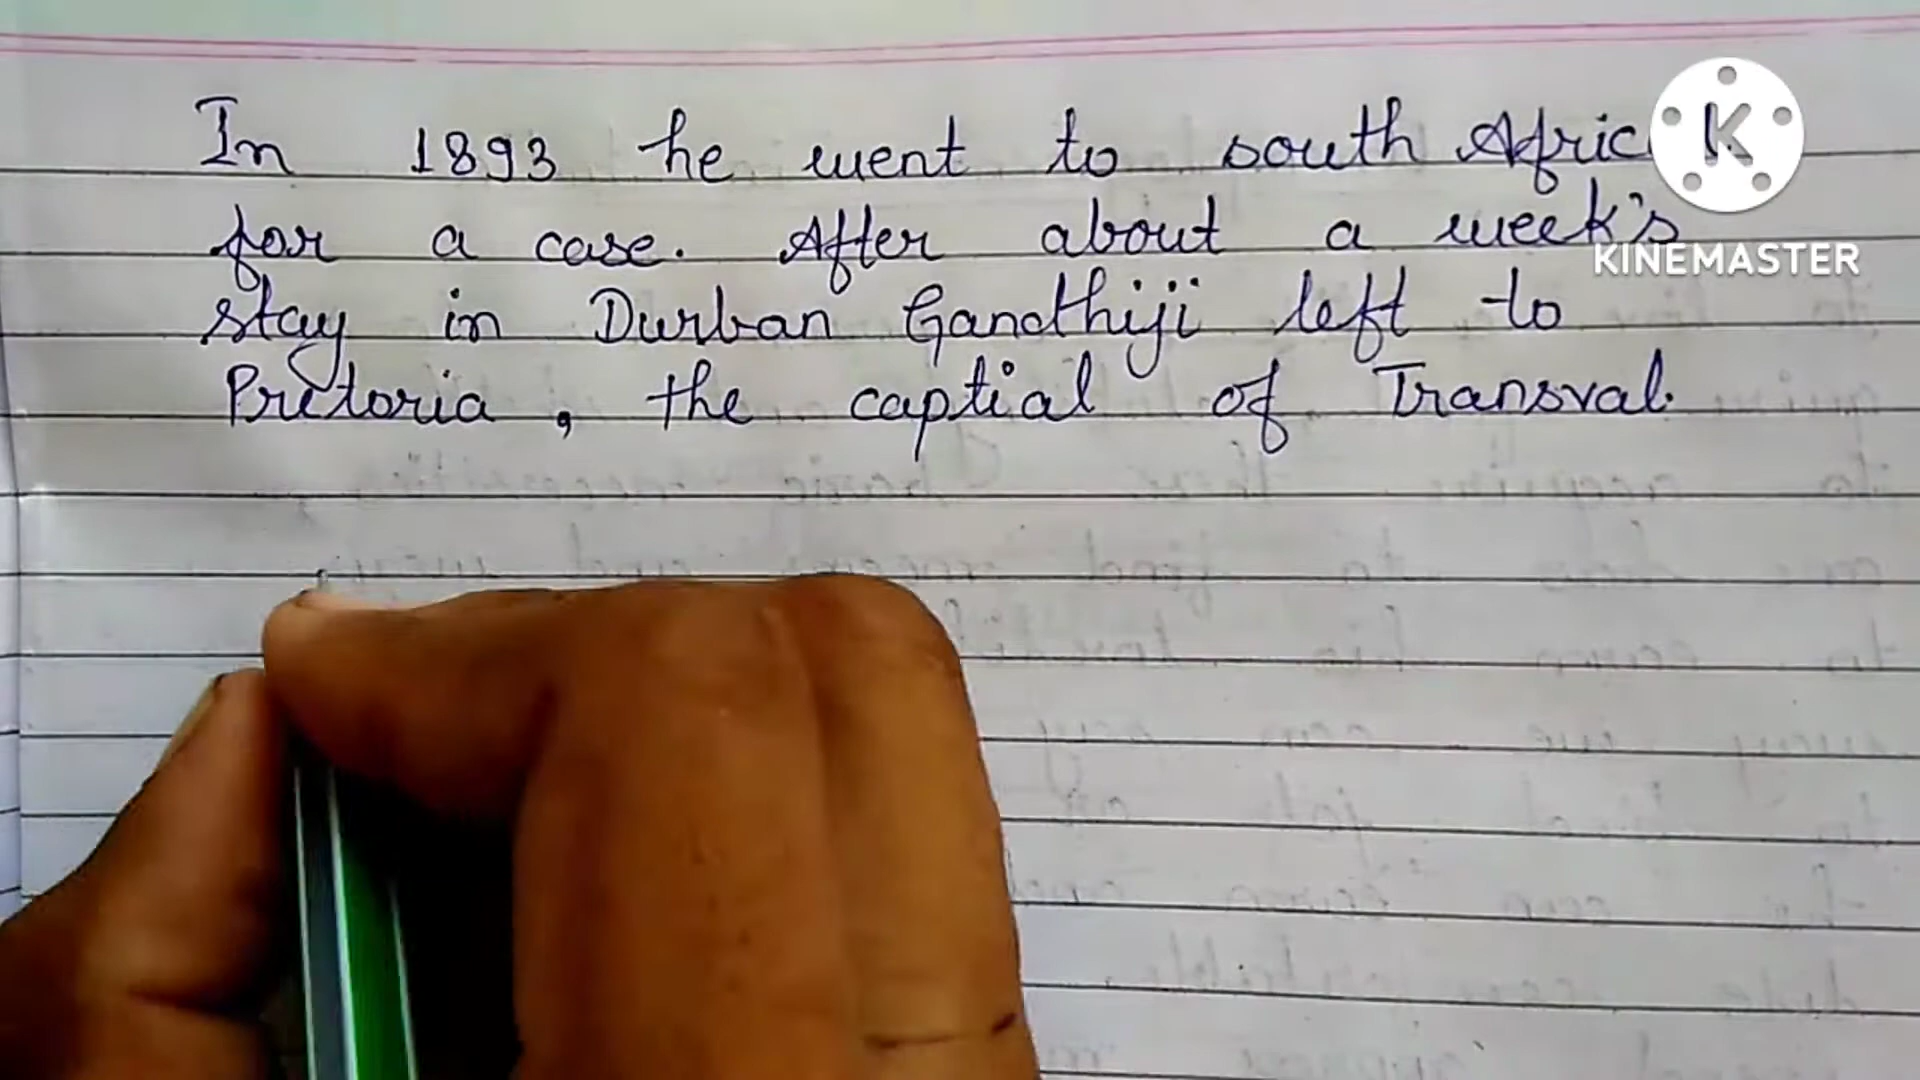 In 1893 he went to south Afric
for a case. After about a week's
stay in Durban Gandhiji left to
Pretoria, the captial of Transval.
K
KINEMASTER